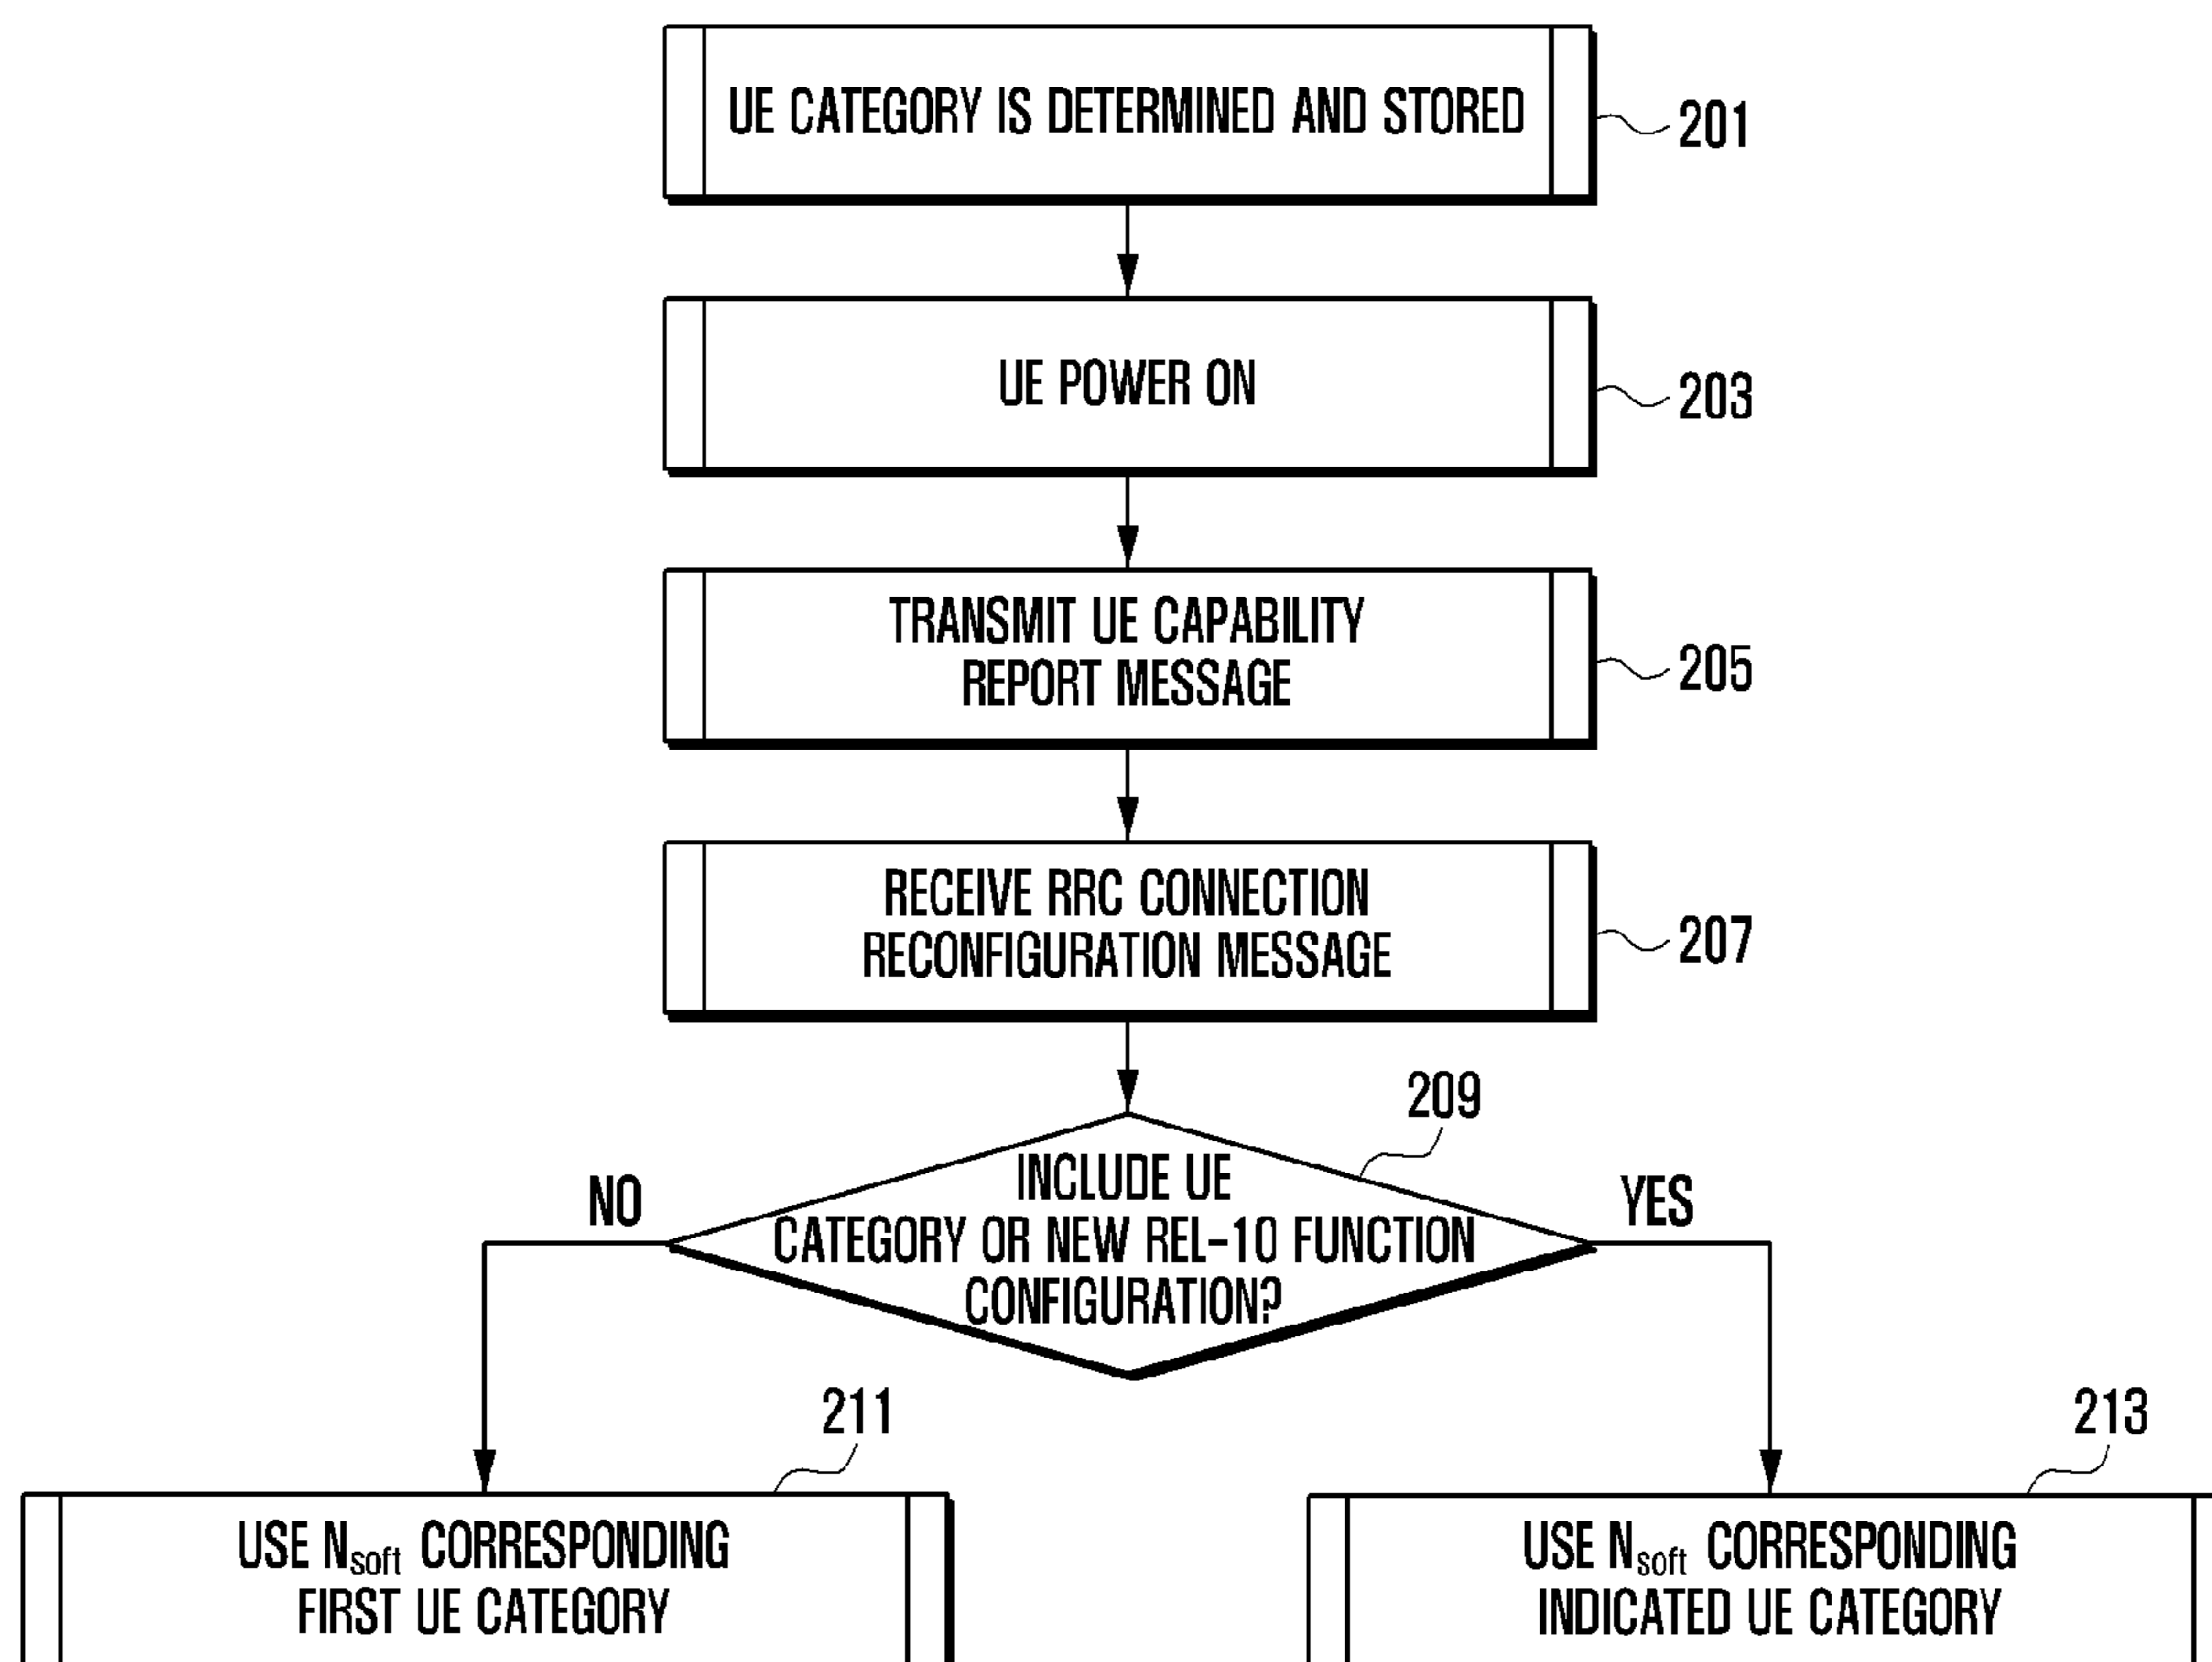 UE CATEGORY IS DETERMINED AND STORED
201
UE POWER ON
203
TRANSMIT UE CAPABILITY
REPORT MESSAGE
205
RECEIVE RRC CONNECTION
RECONFIGURATION MESSAGE
207
209
INCLUDE UE
CATEGORY OR NEW REL-10 FUNCTION
CONFIGURATION?
NO
YES
211
USE Nsoft CORRESPONDING
FIRST UE CATEGORY
213
USE Nsoft CORRESPONDING
INDICATED UE CATEGORY